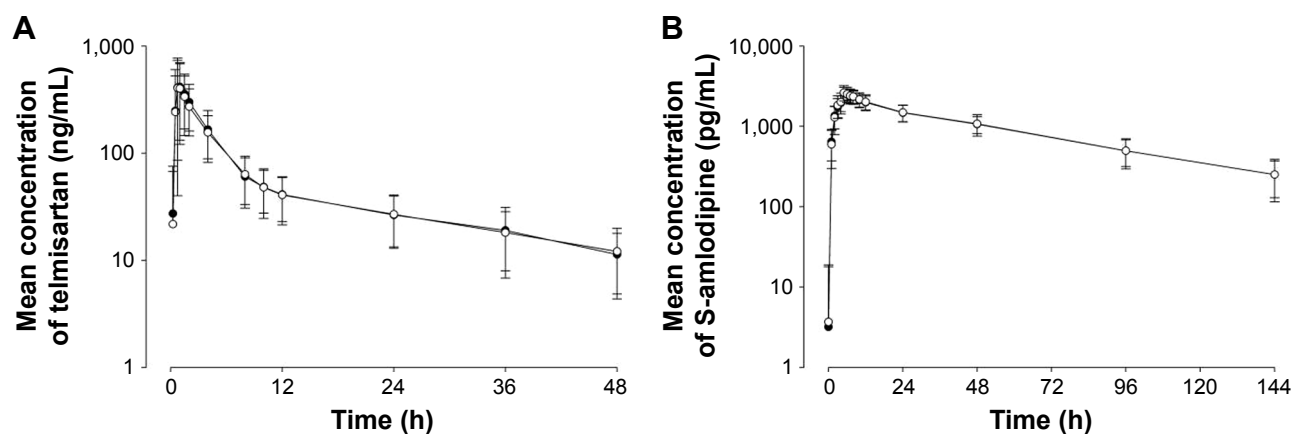 A
Mean concentration
of telmisartan (ng/mL)
1,000
100
10
1
0 12 24 36 48
Time (h)
B
Mean concentration
of S-amlodipine (pg/mL)
10,000
1,000
100
10
1
0 24 48 72 96 120 144
Time (h)